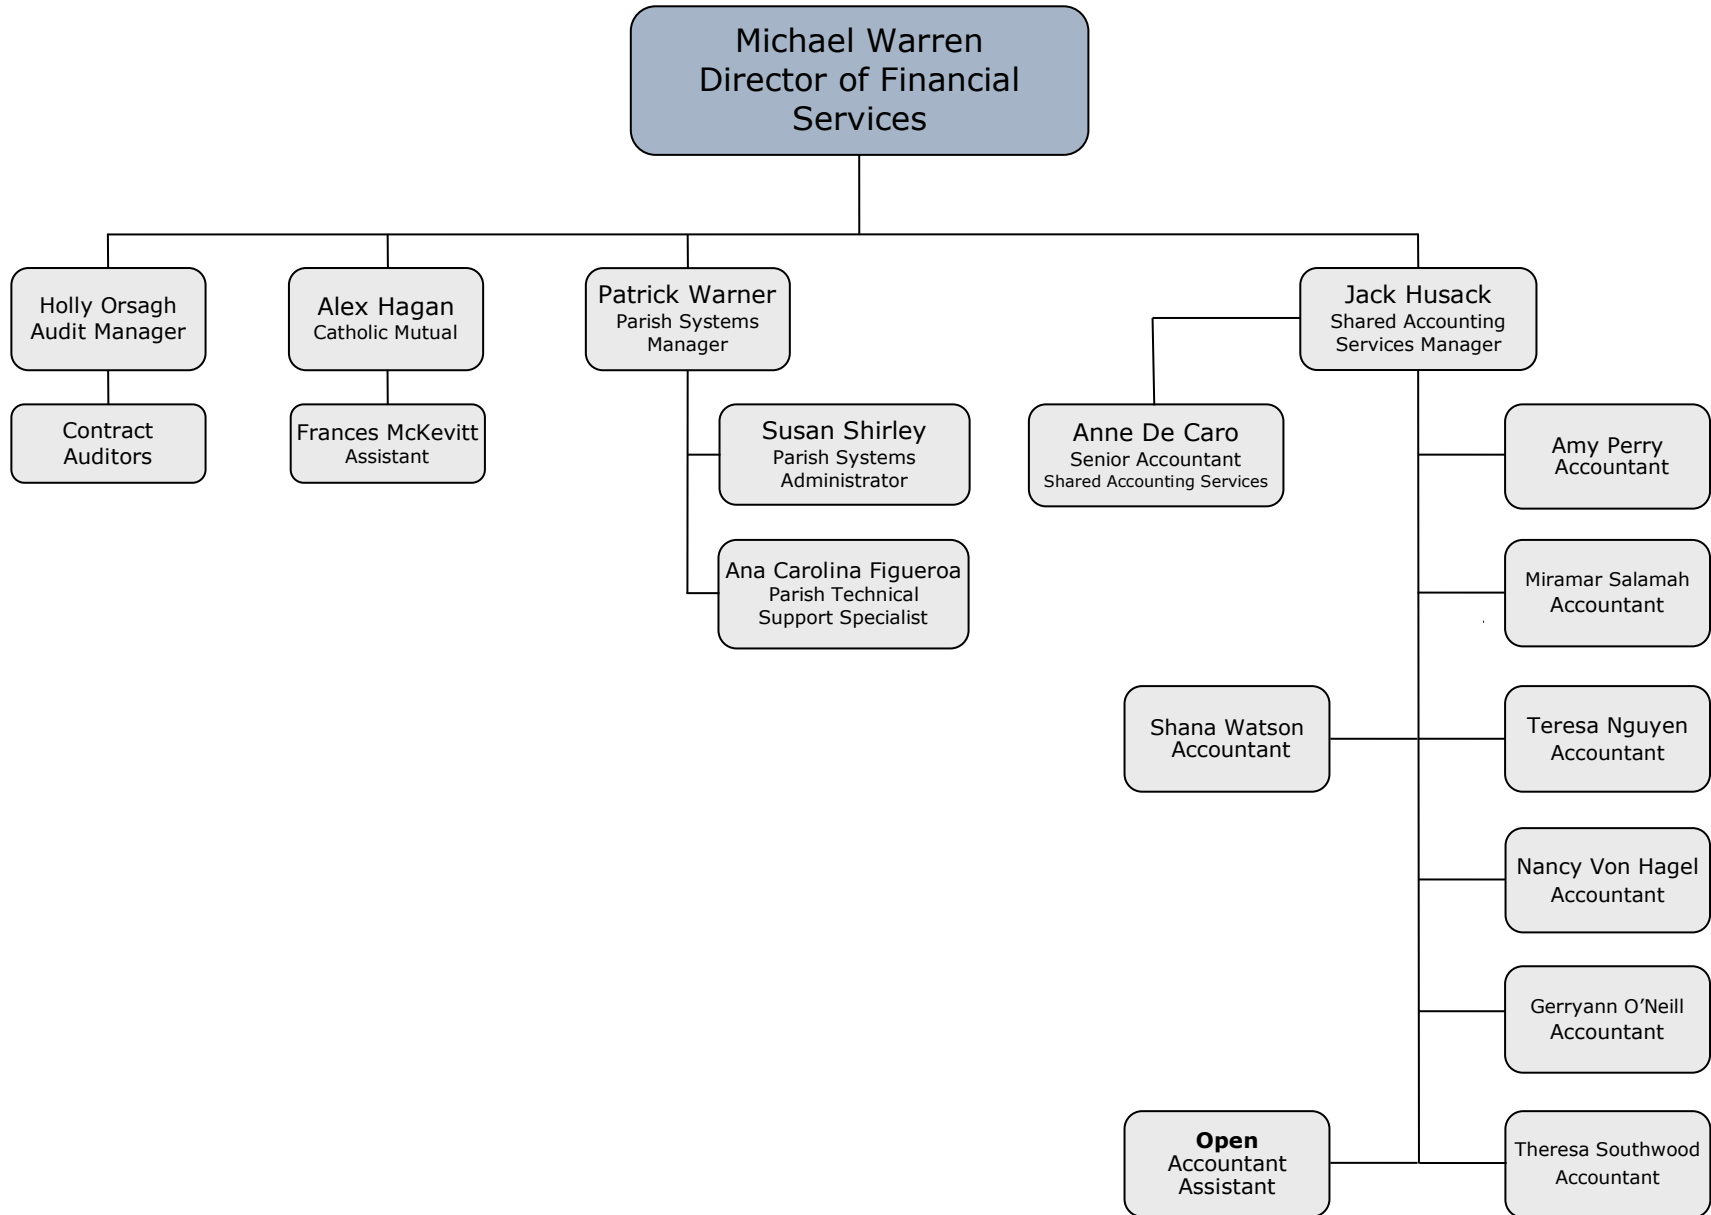 Michael Warren
Director of Financial
Services
Holly Orsagh
Audit Manager
Alex Hagan
Catholic Mutual
Patrick Warner
Parish Systems
Manager
Jack Husack
Shared Accounting
Services Manager
Contract
Auditors
Frances McKevitt
Assistant
Susan Shirley
Parish Systems
Administrator
Anne De Caro
Senior Accountant
Shared Accounting Services
Amy Perry
Accountant
Ana Carolina Figueroa
Parish Technical
Support Specialist
Miramar Salamah
Accountant
Shana Watson
Accountant
Teresa Nguyen
Accountant
Nancy Von Hagel
Accountant
Gerryann O’Neill
Accountant
Open
Accountant
Assistant
Theresa Southwood
Accountant